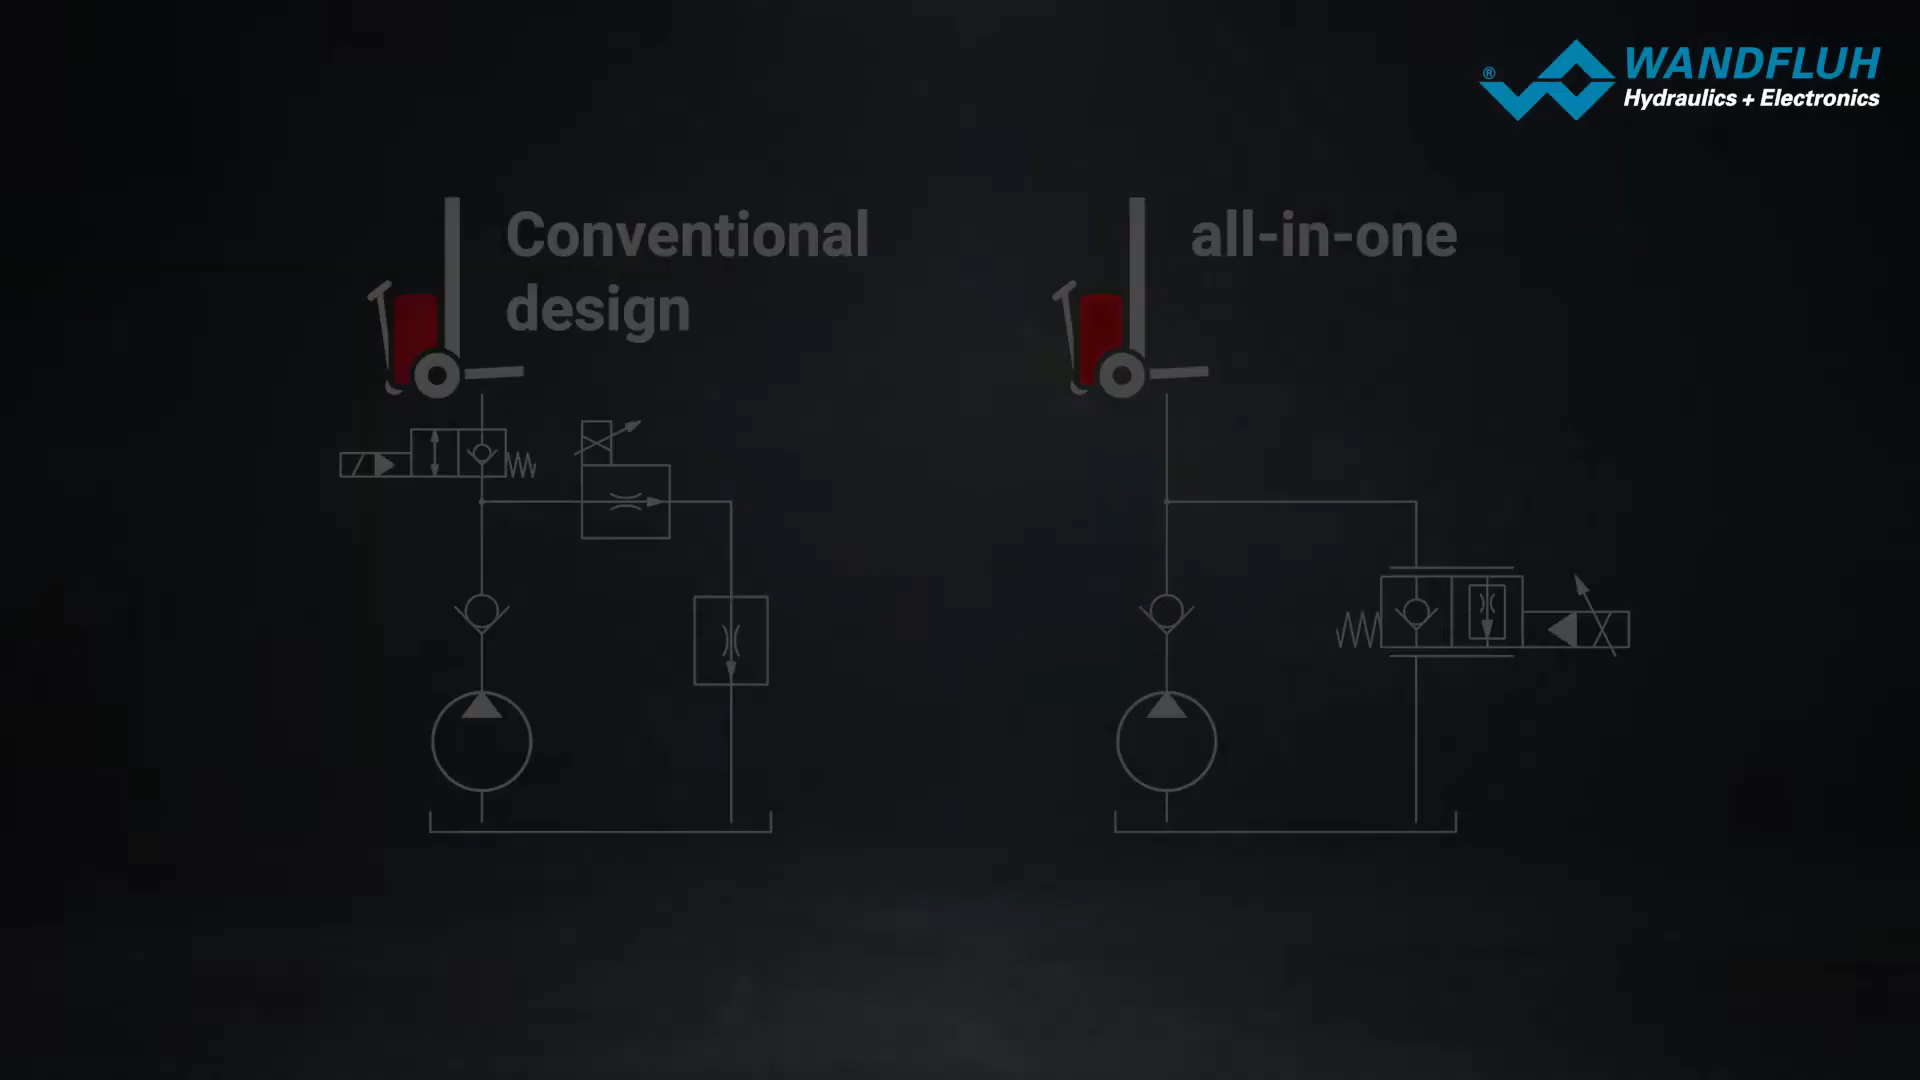 ® WANDFLUH
Hydraulics + Electronics
Conventional
design
all-in-one